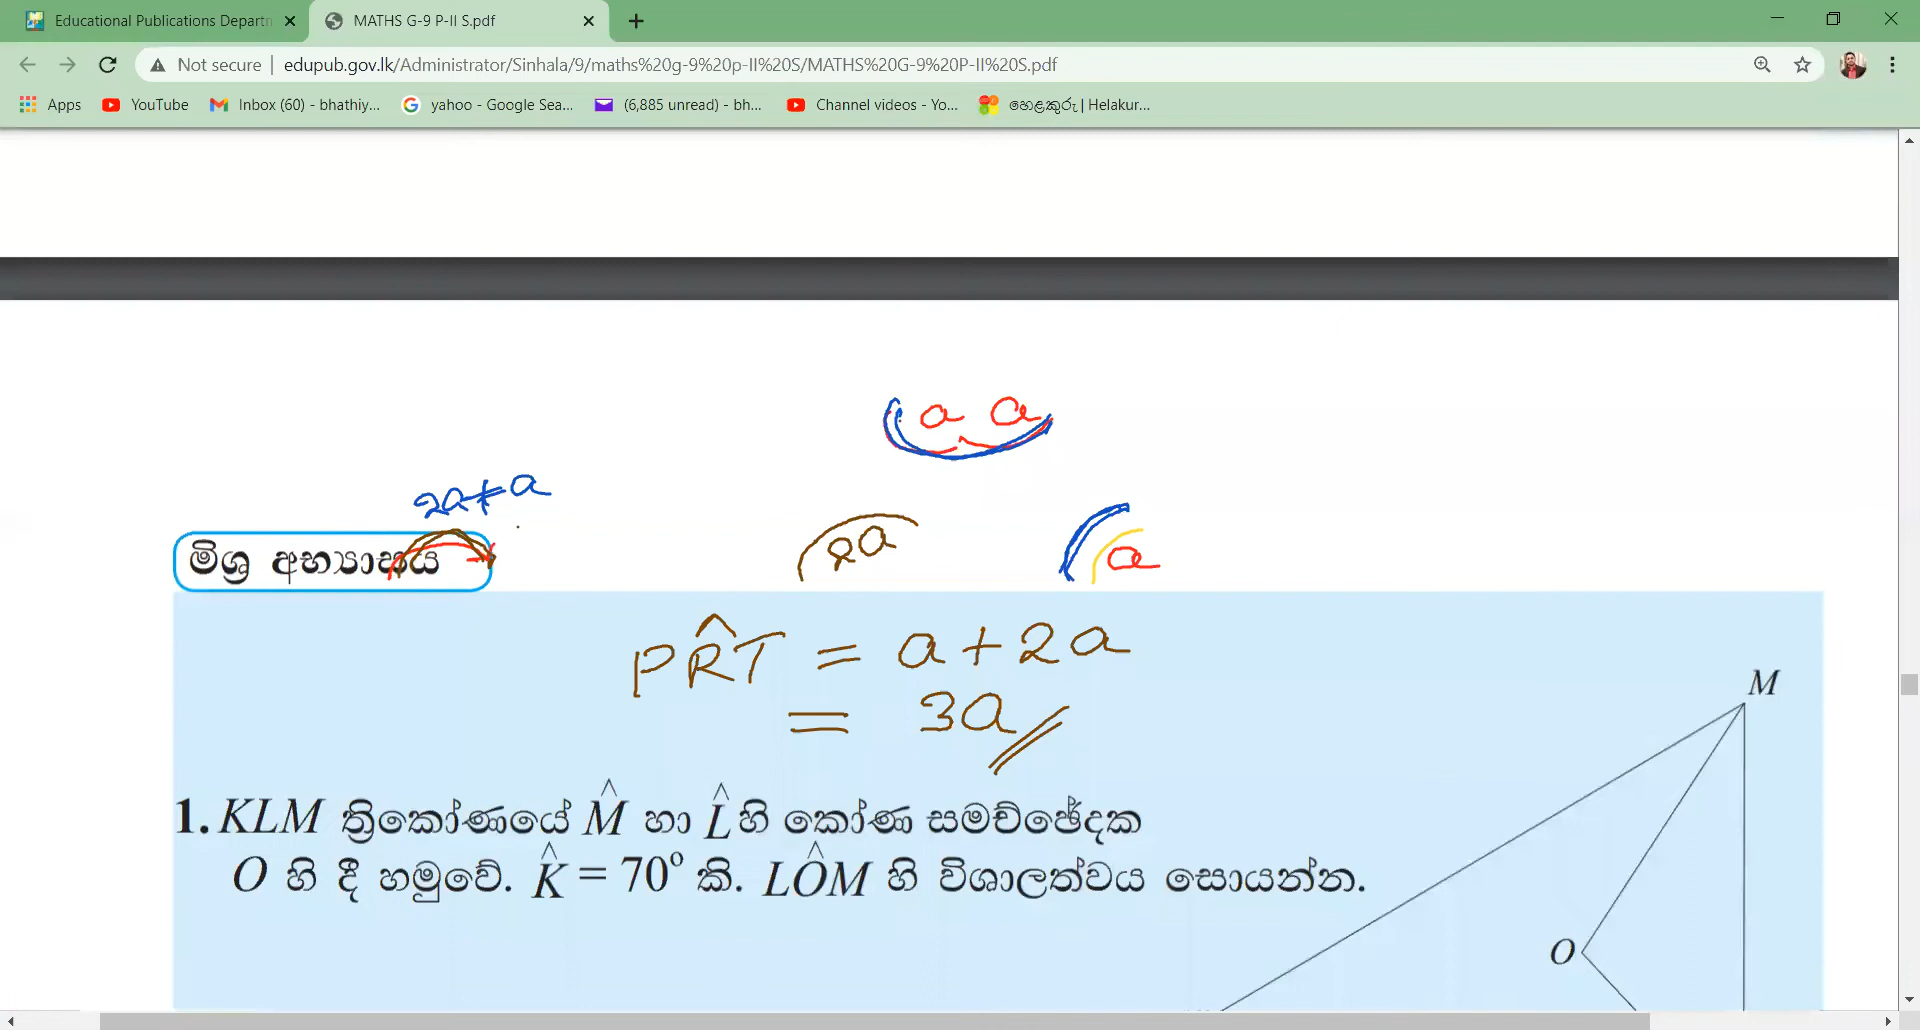 Educational Publications Departm
MATHS G-9 P-II S.pdf
Not secure | edupub.gov.lk/Administrator/Sinhala/9/maths%20g-9%20p-II%20S/MATHS%20G-9%20P-II%20S.pdf
Apps YouTube Inbox (60) - bhathiy... yahoo - Google Sea... (6,885 unread) - bh... Channel videos - Yo... හෙළකුරු | Helakur...
a a
2a+a
මිශ්‍ර අභ්‍යාසය
2a a
PR̂T = a+2a
= 3a
M
1. KLM ත්‍රිකෝණයේ M̂ හා L̂ හි කෝණ සමච්ඡේදක
O හි දී හමුවේ. K̂ = 70° කි. LÔM හි විශාලත්වය සොයන්න.
O